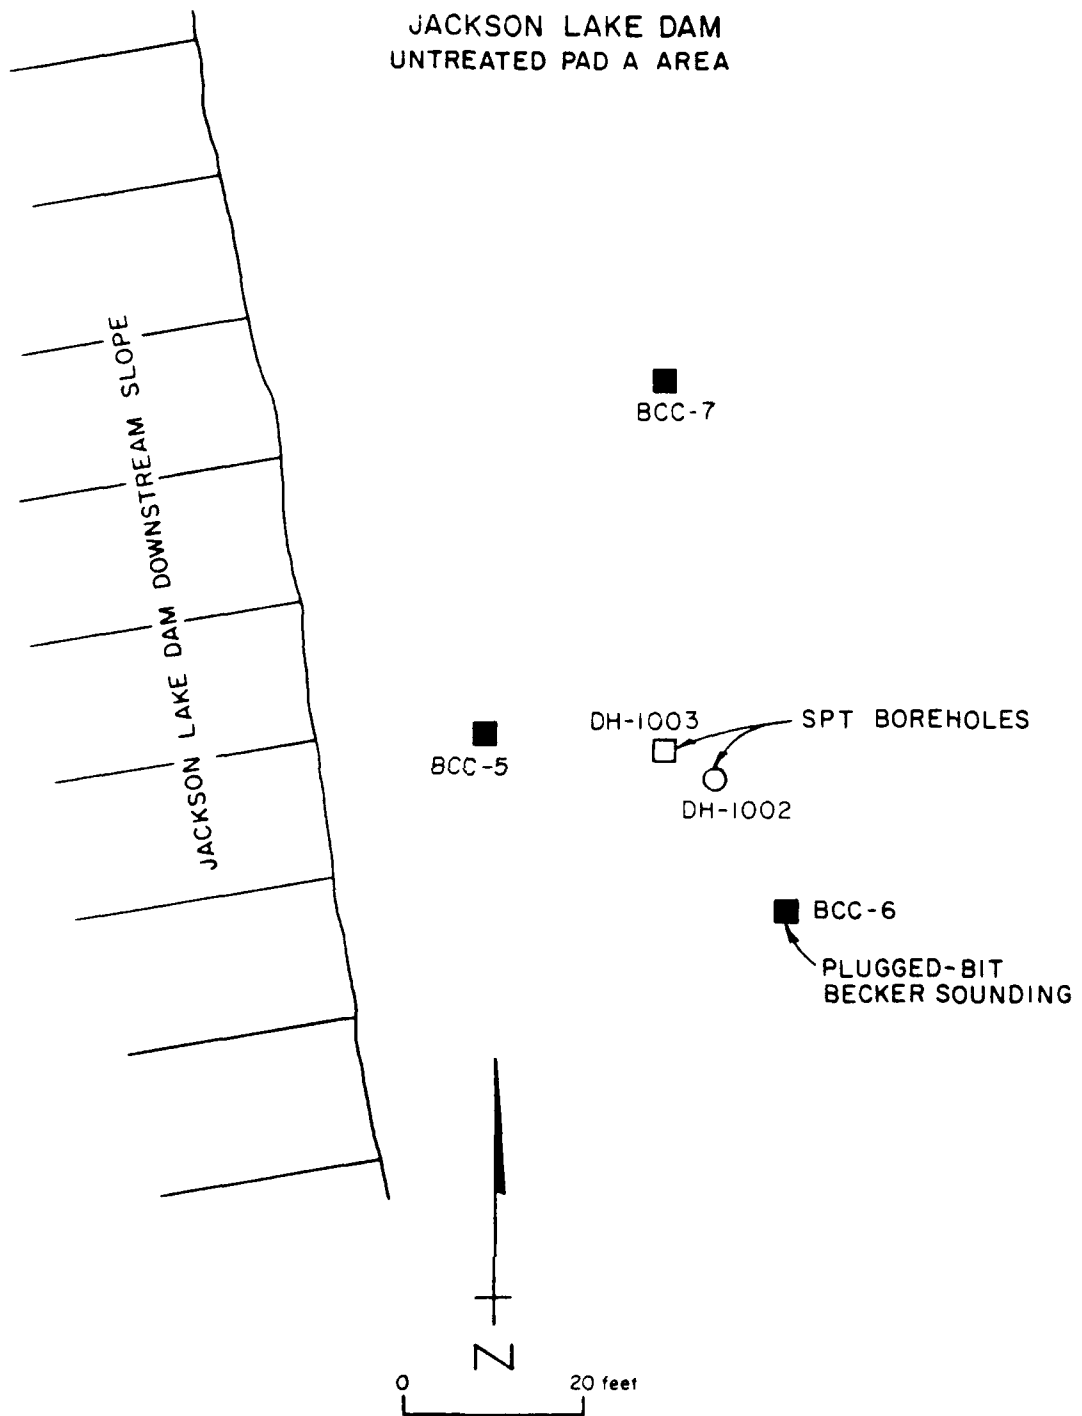 JACKSON LAKE DAM
UNTREATED PAD A AREA
JACKSON LAKE DAM DOWNSTREAM SLOPE
BCC-7
DH-1003
SPT BOREHOLES
BCC-5
DH-1002
BCC-6
PLUGGED-BIT
BECKER SOUNDING
N
0 20 feet